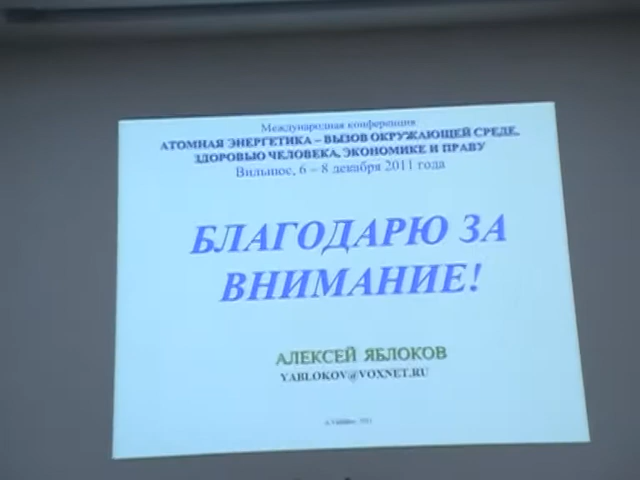 Международная конференция
АТОМНАЯ ЭНЕРГЕТИКА – ВЫЗОВ ОКРУЖАЮЩЕЙ СРЕДЕ,
ЗДОРОВЬЮ ЧЕЛОВЕКА, ЭКОНОМИКЕ И ПРАВУ
Вильнюс, 6 – 8 декабря 2011 года
БЛАГОДАРЮ ЗА
ВНИМАНИЕ!
АЛЕКСЕЙ ЯБЛОКОВ
YABLOKOV@VOXNET.RU
2011